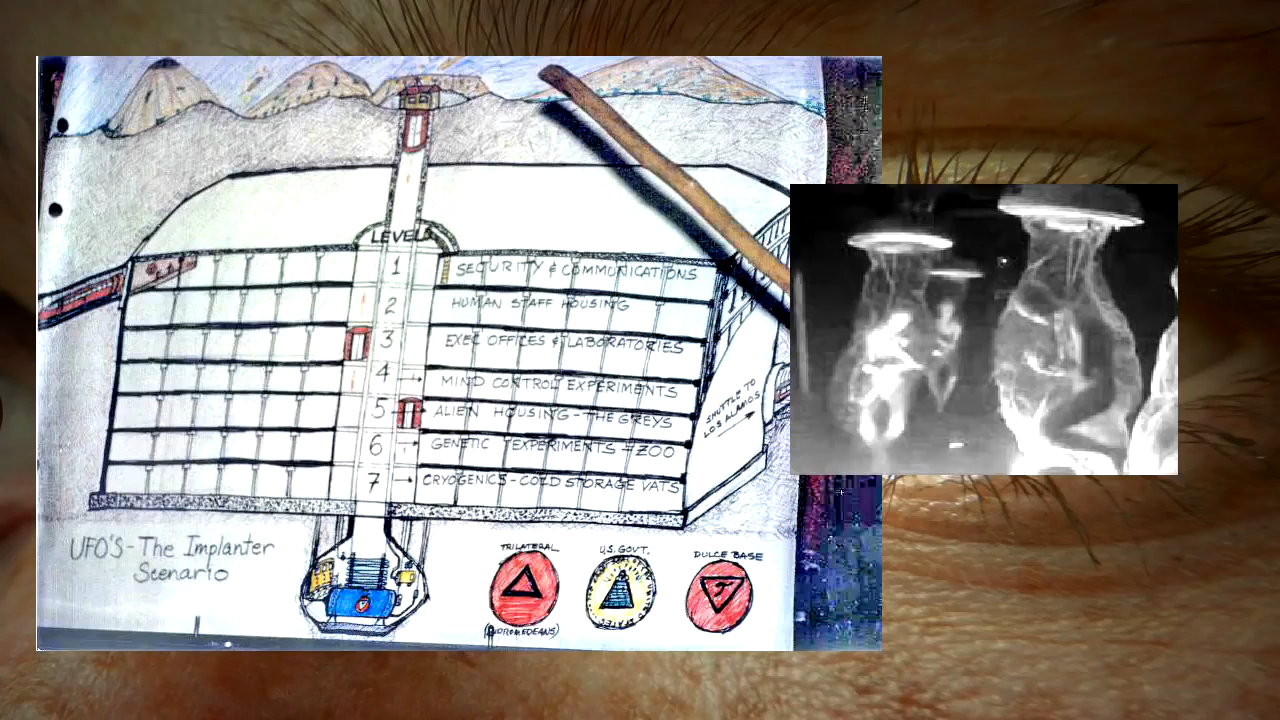 LEVELS
1 SECURITY & COMMUNICATIONS
2 HUMAN STAFF HOUSING
3 EXEC OFFICES & LABORATORIES
4 MIND CONTROL EXPERIMENTS
5 ALIEN HOUSING - THE GREYS
6 GENETIC EXPERIMENTS - ZOO
7 CRYOGENICS - COLD STORAGE VATS
SHUTTLE TO
LOS ALAMOS
UFO'S - The Implanter
Scenario
TRILATERAL
U.S. GOVT.
DULCE BASE